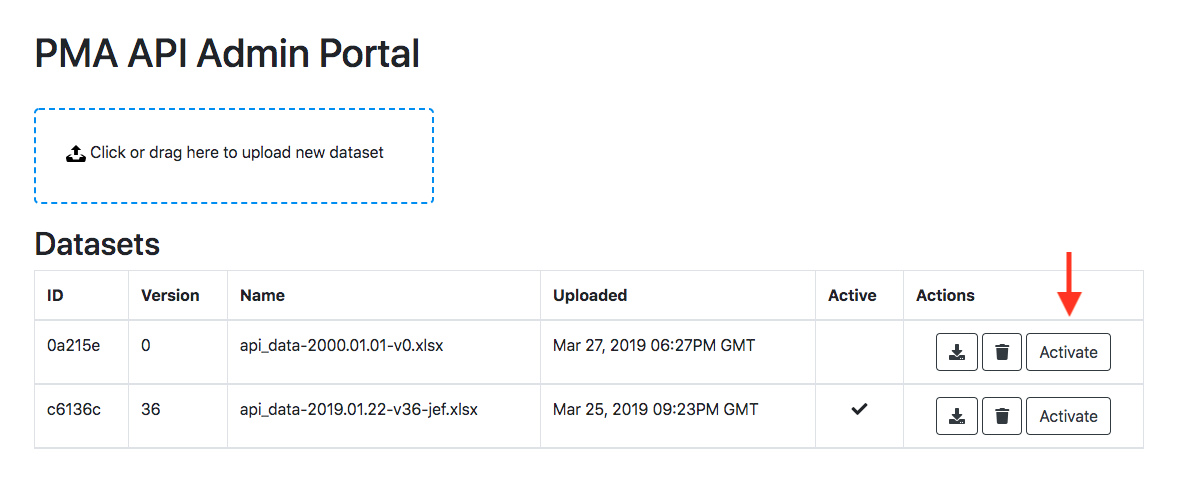 PMA API Admin Portal
Click or drag here to upload new dataset
Datasets
ID Version Name Uploaded Active Actions
0a215e 0 api_data-2000.01.01-v0.xlsx Mar 27, 2019 06:27PM GMT Activate
c6136c 36 api_data-2019.01.22-v36-jef.xlsx Mar 25, 2019 09:23PM GMT Activate